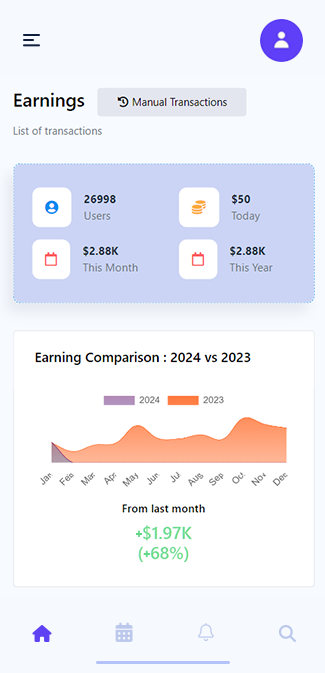 Earnings
Manual Transactions
List of transactions
26998
Users
$50
Today
$2.88K
This Month
$2.88K
This Year
Earning Comparison : 2024 vs 2023
2024 2023
Jan Feb Mar Apr May Jun Jul Aug Sep Oct Nov Dec
From last month
+$1.97K
(+68%)